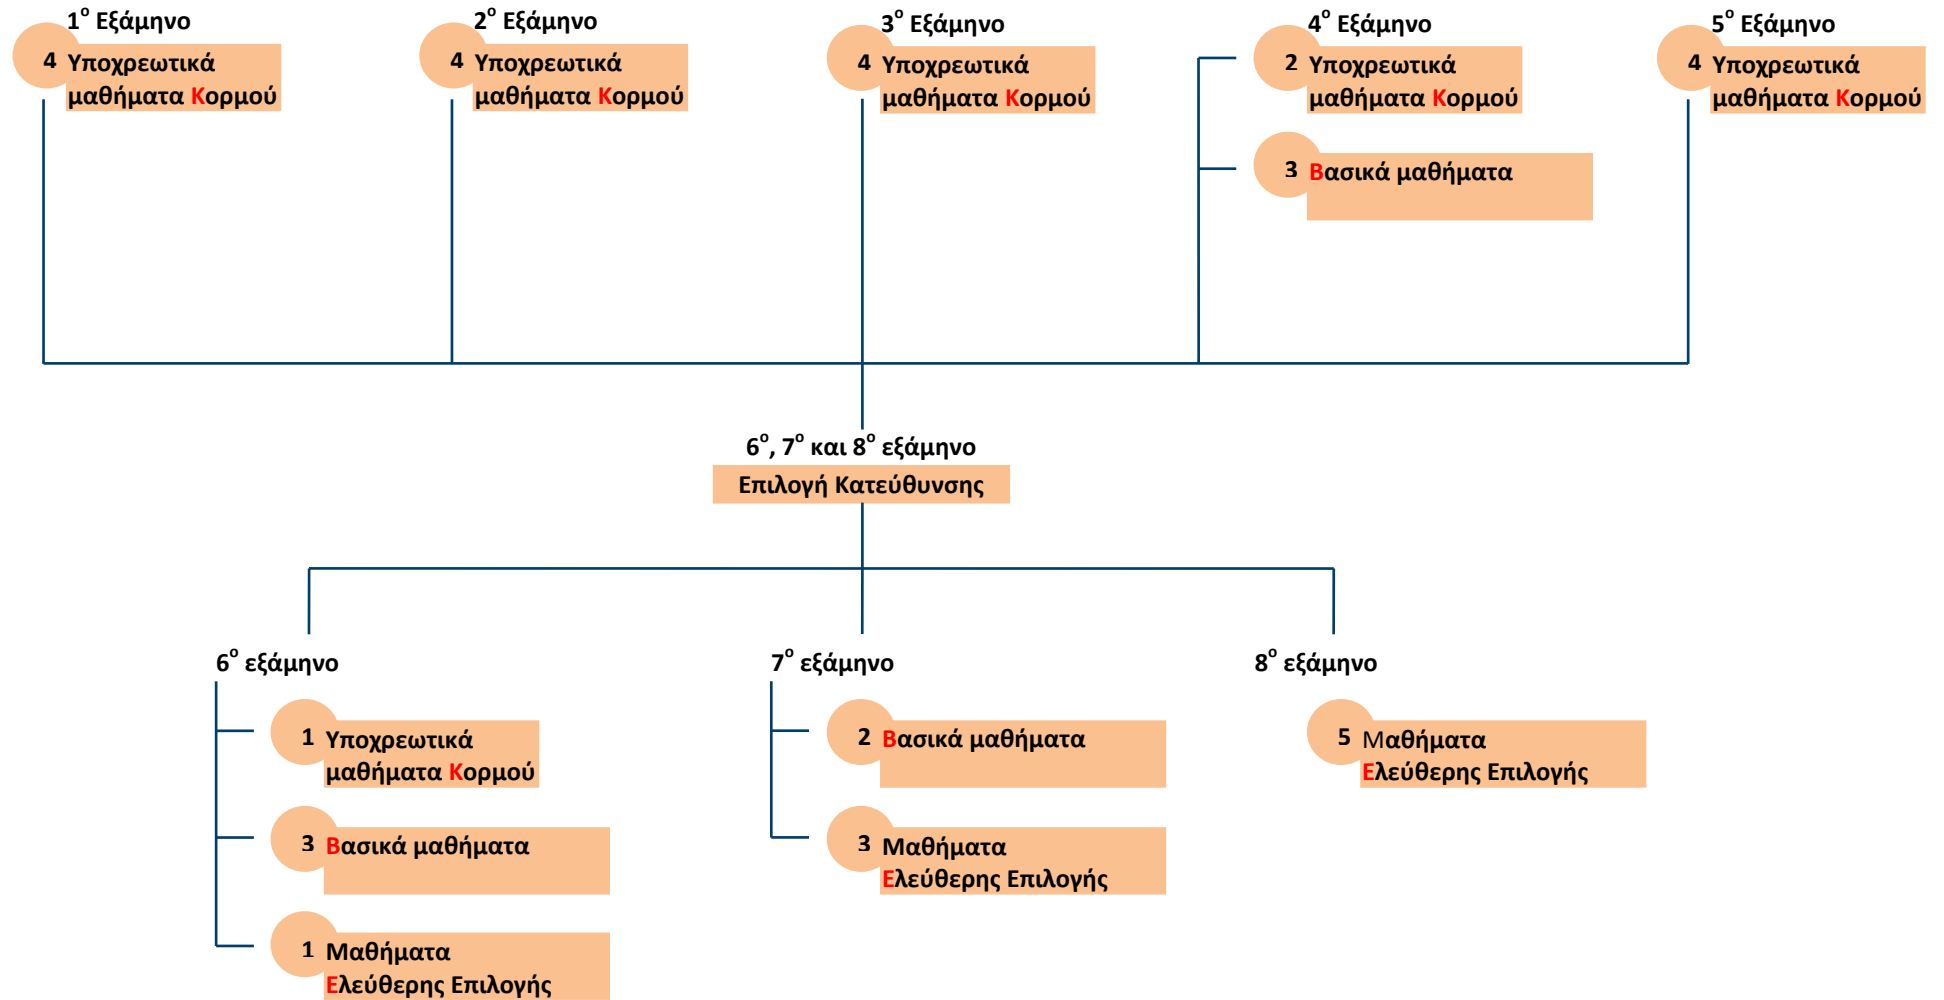 1ο Εξάμηνο
4 Υποχρεωτικά
μαθήματα Κορμού
2ο Εξάμηνο
4 Υποχρεωτικά
μαθήματα Κορμού
3ο Εξάμηνο
4 Υποχρεωτικά
μαθήματα Κορμού
4ο Εξάμηνο
2 Υποχρεωτικά
μαθήματα Κορμού
3 Βασικά μαθήματα
5ο Εξάμηνο
4 Υποχρεωτικά
μαθήματα Κορμού
6ο, 7ο και 8ο εξάμηνο
Επιλογή Κατεύθυνσης
6ο εξάμηνο
1 Υποχρεωτικά
μαθήματα Κορμού
3 Βασικά μαθήματα
1 Μαθήματα
Ελεύθερης Επιλογής
7ο εξάμηνο
2 Βασικά μαθήματα
3 Μαθήματα
Ελεύθερης Επιλογής
8ο εξάμηνο
5 Μαθήματα
Ελεύθερης Επιλογής